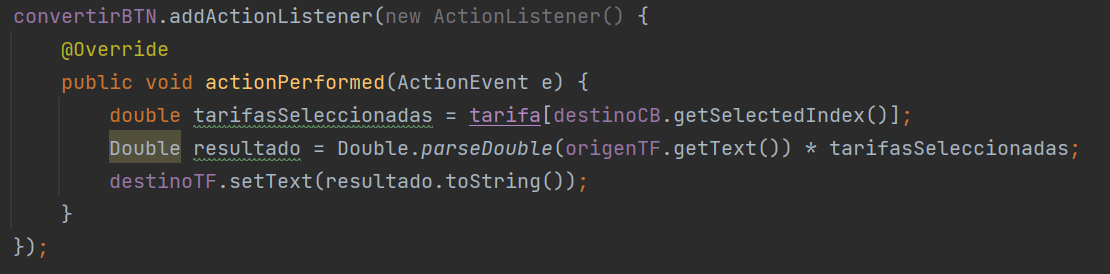 convertirBTN.addActionListener(new ActionListener() {
    @Override
    public void actionPerformed(ActionEvent e) {
        double tarifasSeleccionadas = tarifa[destinoCB.getSelectedIndex()];
        Double resultado = Double.parseDouble(origenTF.getText()) * tarifasSeleccionadas;
        destinoTF.setText(resultado.toString());
    }
});